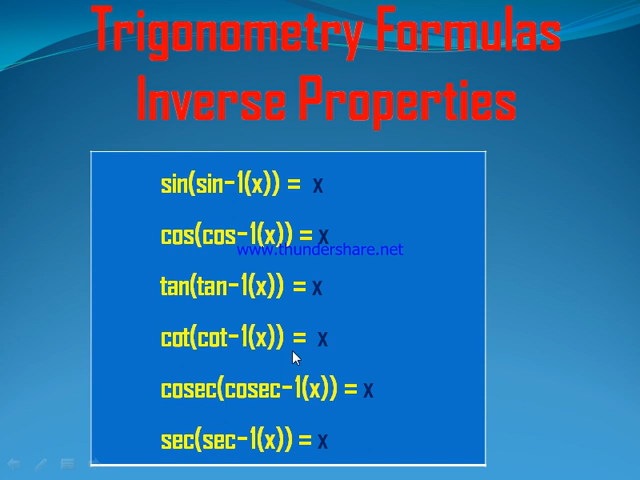 Trigonometry Formulas
Inverse Properties
sin(sin-1(x)) = x
cos(cos-1(x)) = x
www.thundershare.net
tan(tan-1(x)) = x
cot(cot-1(x)) = x
cosec(cosec-1(x)) = x
sec(sec-1(x)) = x